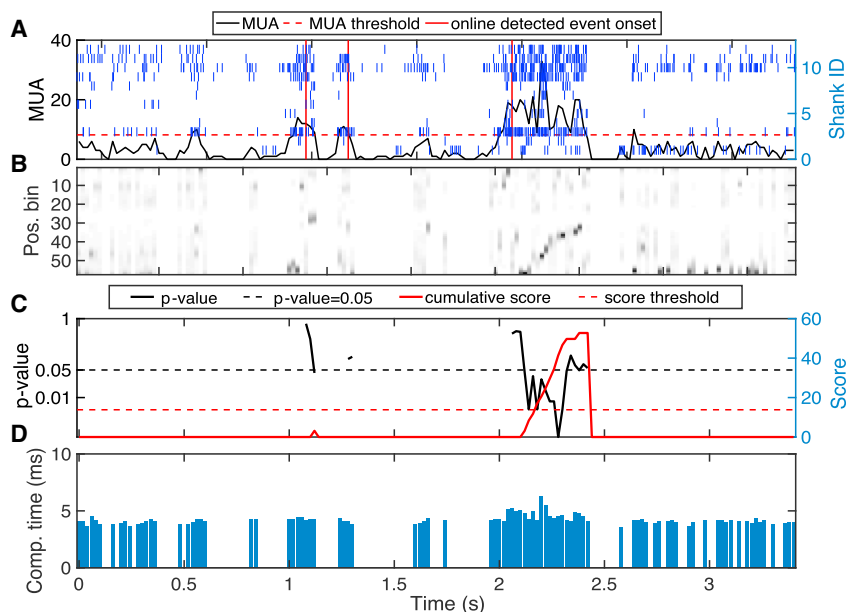 A
MUA MUA threshold online detected event onset
40
20
0
MUA
10
5
0
Shank ID
B
10
20
30
40
50
Pos. bin
C
p-value p-value=0.05 cumulative score score threshold
1
0.05
0.01
p-value
60
40
20
0
Score
D
10
5
0
Comp. time (ms)
0 0.5 1 1.5 2 2.5 3
Time (s)